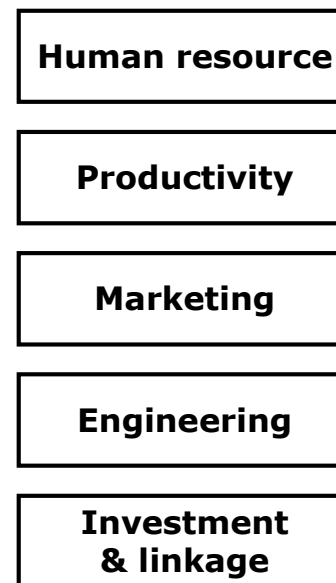 Human resource
Productivity
Marketing
Engineering
Investment
& linkage